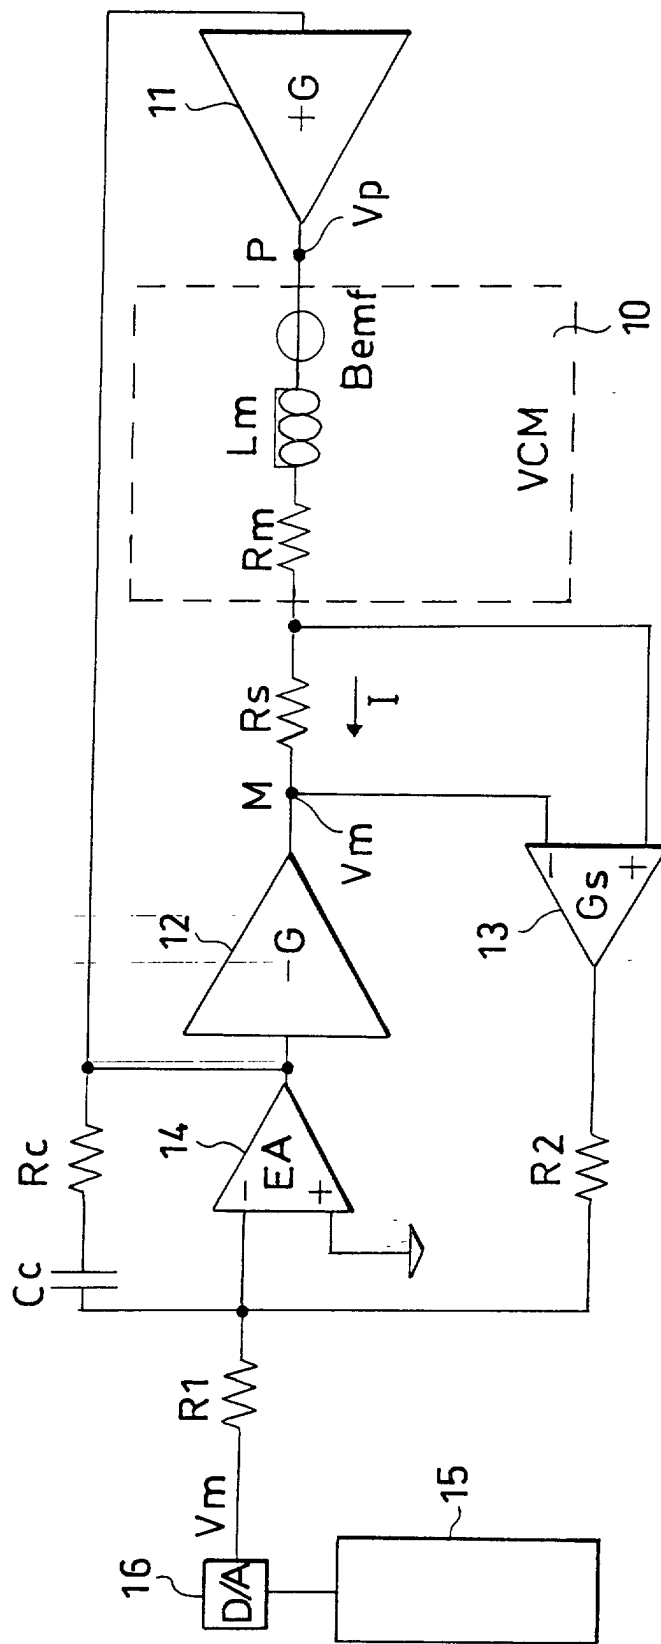 11
+G
P
Vp
Bemf
Lm
Rm
10
VCM
Rs
I
M
Vm
12
-G
-
+
Gs
13
Rc
14
EA
-
+
R2
Cc
R1
Vm
16
D/A
15